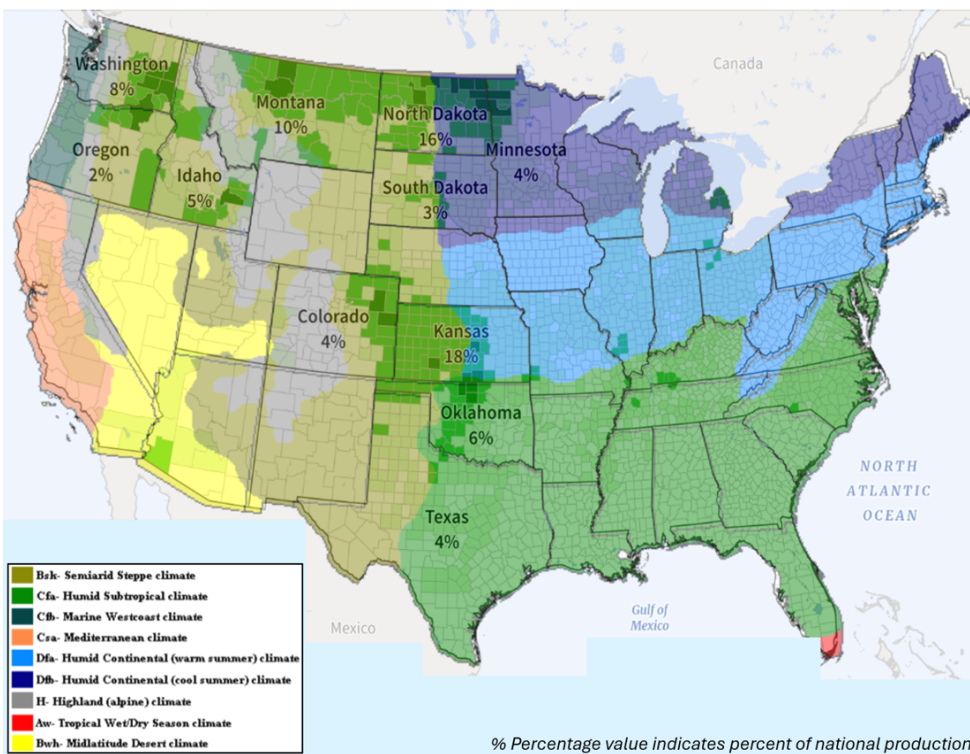 Canada
Washington
8%
Montana
10%
North Dakota
16%
Minnesota
4%
Oregon
2%
Idaho
5%
South Dakota
3%
Colorado
4%
Kansas
18%
Oklahoma
6%
Texas
4%
NORTH
ATLANTIC
OCEAN
Gulf of
Mexico
Mexico
Bsk- Semiarid Steppe climate
Cfa- Humid Subtropical climate
Cfb- Marine Westcoast climate
Csa- Mediterranean climate
Dfa- Humid Continental (warm summer) climate
Dfb- Humid Continental (cool summer) climate
H- Highland (alpine) climate
Aw- Tropical Wet/Dry Season climate
Bwh- Midlatitude Desert climate
% Percentage value indicates percent of national production